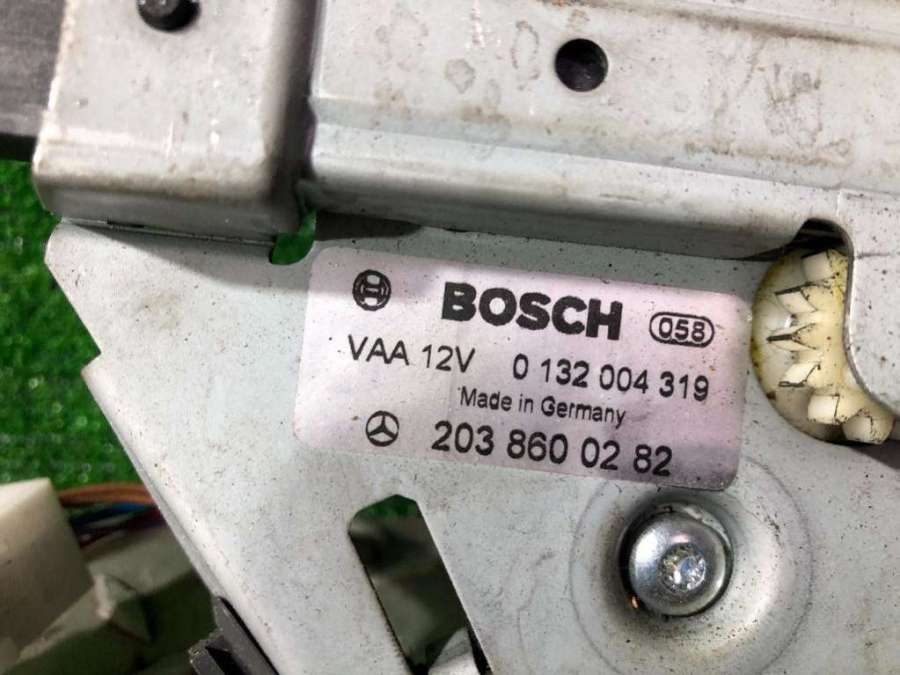 BOSCH 058
VAA 12V 0 132 004 319
Made in Germany
203 860 02 82